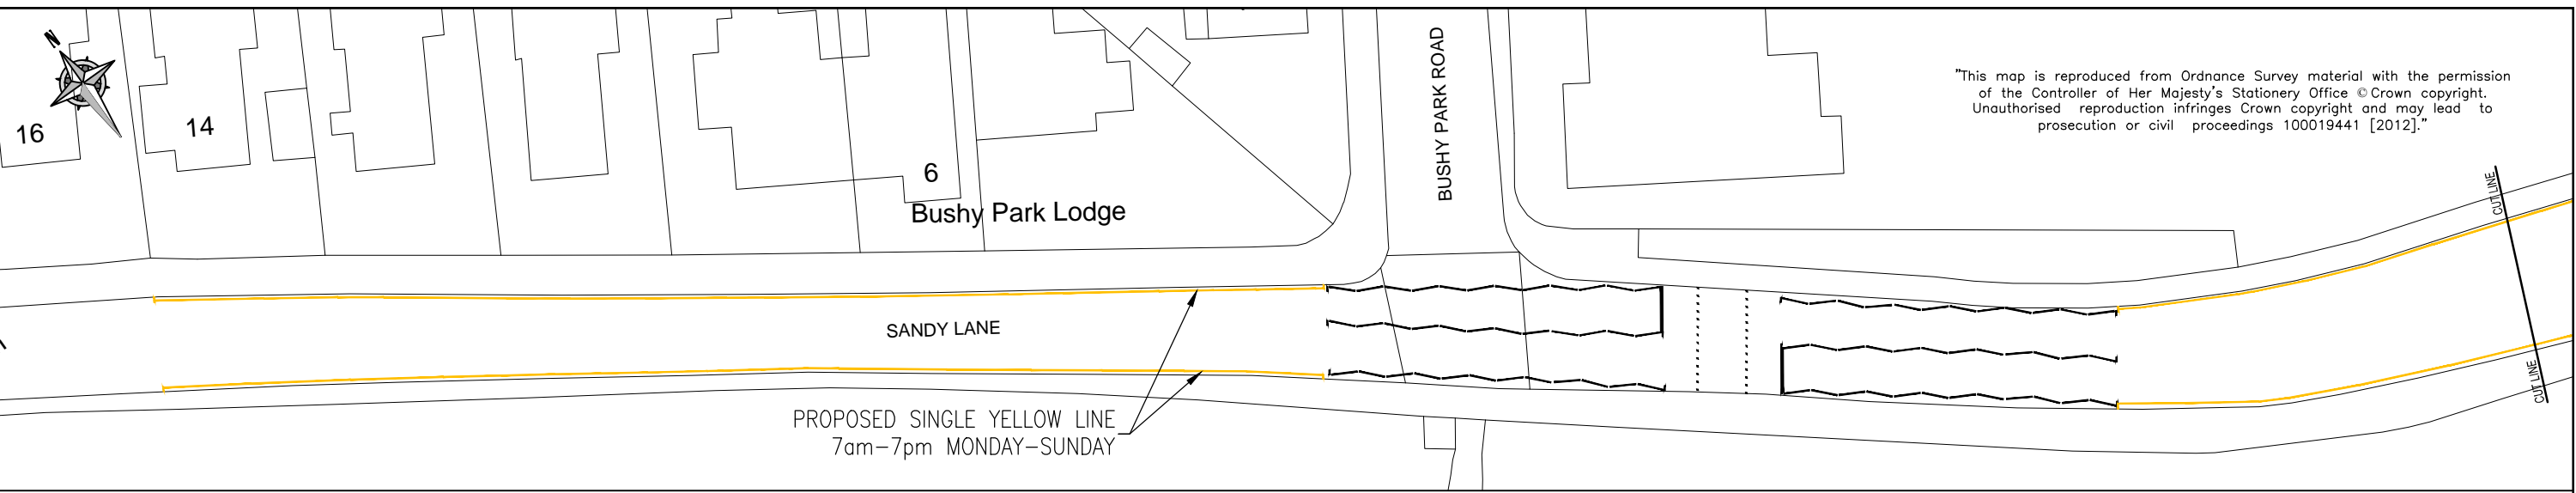 N
16
14
6
Bushy Park Lodge
BUSHY PARK ROAD
"This map is reproduced from Ordnance Survey material with the permission
of the Controller of Her Majesty's Stationery Office © Crown copyright.
Unauthorised reproduction infringes Crown copyright and may lead to
prosecution or civil proceedings 100019441 [2012]."
CUT LINE
SANDY LANE
CUT LINE
PROPOSED SINGLE YELLOW LINE
7am-7pm MONDAY-SUNDAY